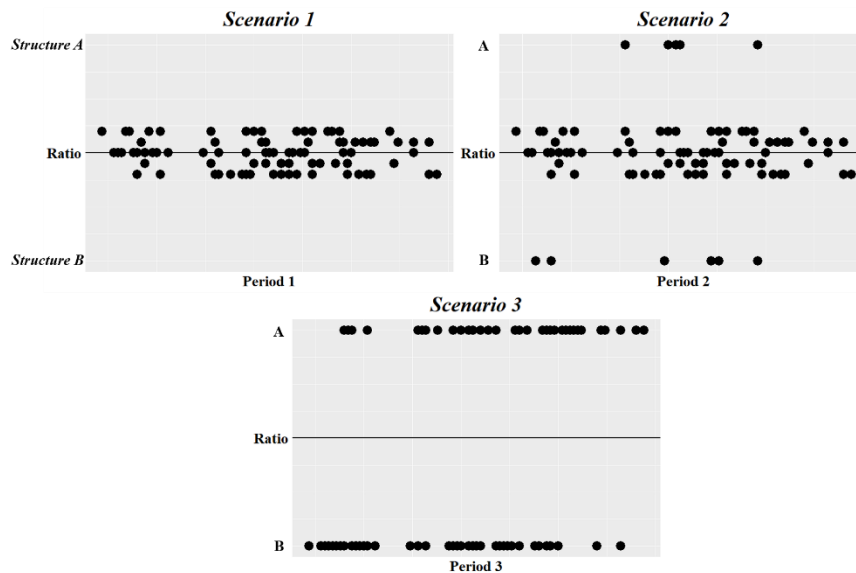 Scenario 1
Structure A
Ratio
Structure B
Period 1
Scenario 2
A
Ratio
B
Period 2
Scenario 3
A
Ratio
B
Period 3